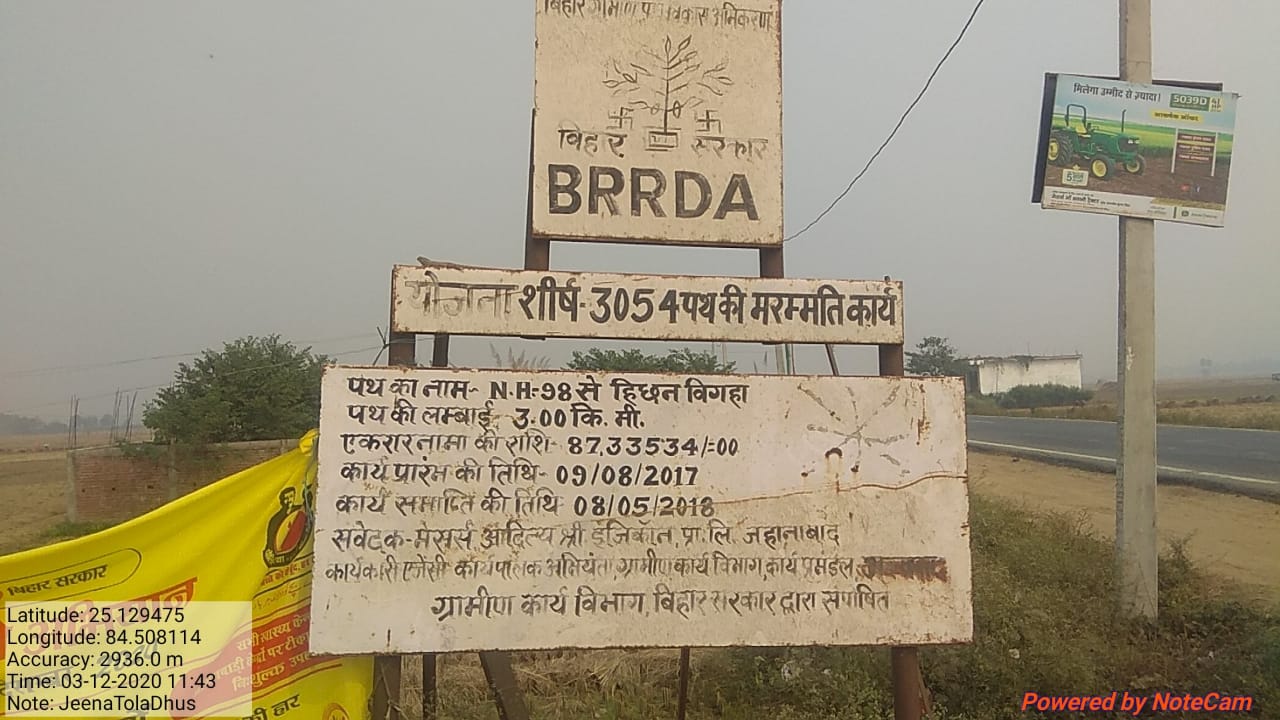 बिहार ग्रामीण पथ विकास अभिकरण
बिहार सरकार
BRRDA
योजना शीर्ष-3054 पथ की मरम्मति कार्य
पथ का नाम- N.H-98 से हिछन विगहा
पथ की लम्बाई- 3.00 कि. मी.
एकरारनामा की राशि- 8733534/=00
कार्य प्रारंम की तिथि- 09/08/2017
कार्य समाप्ति की तिथि- 08/05/2018
सवेदक-मेसर्स आदित्य श्री इंजिकॉन, प्रा. लि. जहानाबाद
कार्यकारी एजेंसी कार्यपालक अभियंता, ग्रामीण कार्य विभाग, कार्य प्रमंडल,
ग्रामीण कार्य विभाग, बिहार सरकार द्वारा सपोषित
मिलेगा उम्मीद से ज़्यादा!
5039D
बिहार सरकार
Latitude: 25.129475
Longitude: 84.508114
Accuracy: 2936.0 m
Time: 03-12-2020 11:43
Note: JeenaTolaDhus
Powered by NoteCam